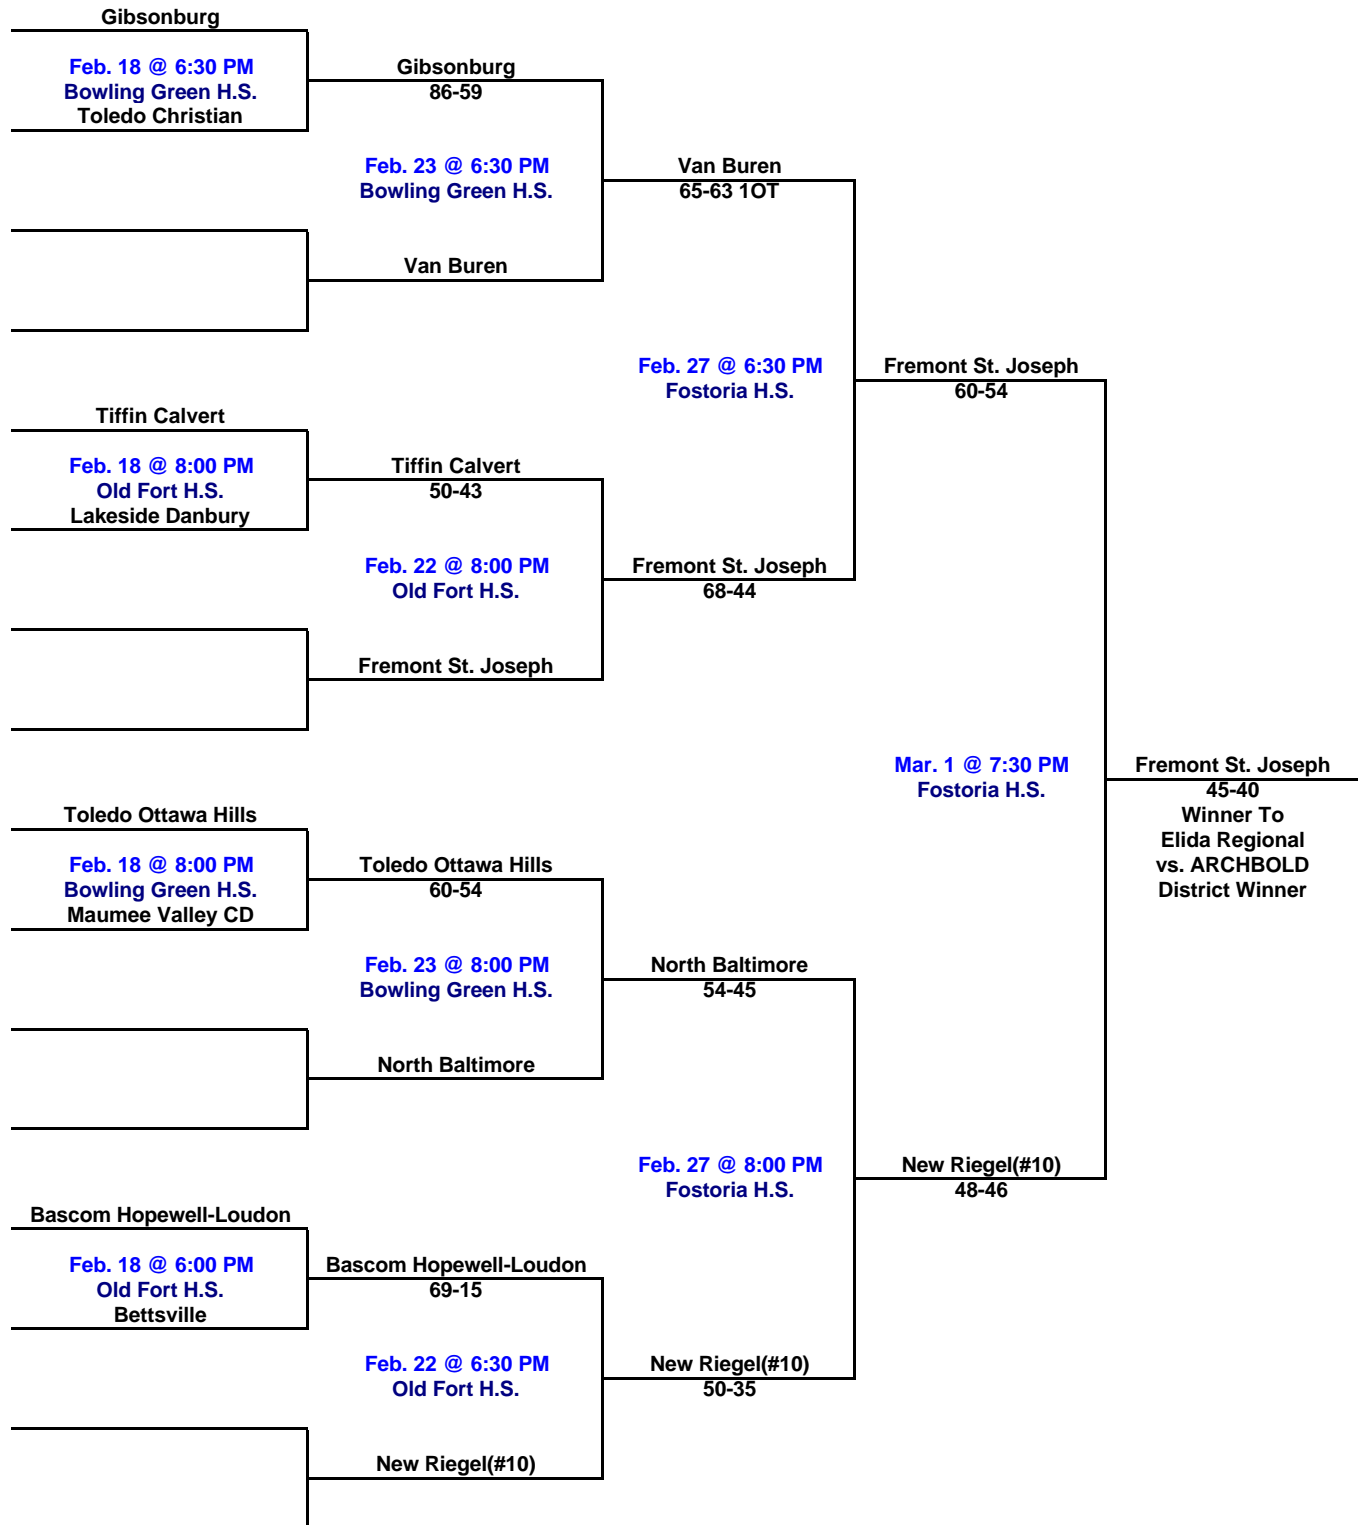 Gibsonburg
Feb. 18 @ 6:30 PM
Bowling Green H.S.
Toledo Christian
Gibsonburg
86-59
Feb. 23 @ 6:30 PM
Bowling Green H.S.
Van Buren
Van Buren
65-63 1OT
Feb. 27 @ 6:30 PM
Fostoria H.S.
Fremont St. Joseph
60-54
Tiffin Calvert
Feb. 18 @ 8:00 PM
Old Fort H.S.
Lakeside Danbury
Tiffin Calvert
50-43
Feb. 22 @ 8:00 PM
Old Fort H.S.
Fremont St. Joseph
Fremont St. Joseph
68-44
Mar. 1 @ 7:30 PM
Fostoria H.S.
Fremont St. Joseph
45-40
Winner To
Elida Regional
vs. ARCHBOLD
District Winner
Toledo Ottawa Hills
Feb. 18 @ 8:00 PM
Bowling Green H.S.
Maumee Valley CD
Toledo Ottawa Hills
60-54
Feb. 23 @ 8:00 PM
Bowling Green H.S.
North Baltimore
North Baltimore
54-45
Feb. 27 @ 8:00 PM
Fostoria H.S.
New Riegel(#10)
48-46
Bascom Hopewell-Loudon
Feb. 18 @ 6:00 PM
Old Fort H.S.
Bettsville
Bascom Hopewell-Loudon
69-15
Feb. 22 @ 6:30 PM
Old Fort H.S.
New Riegel(#10)
New Riegel(#10)
50-35